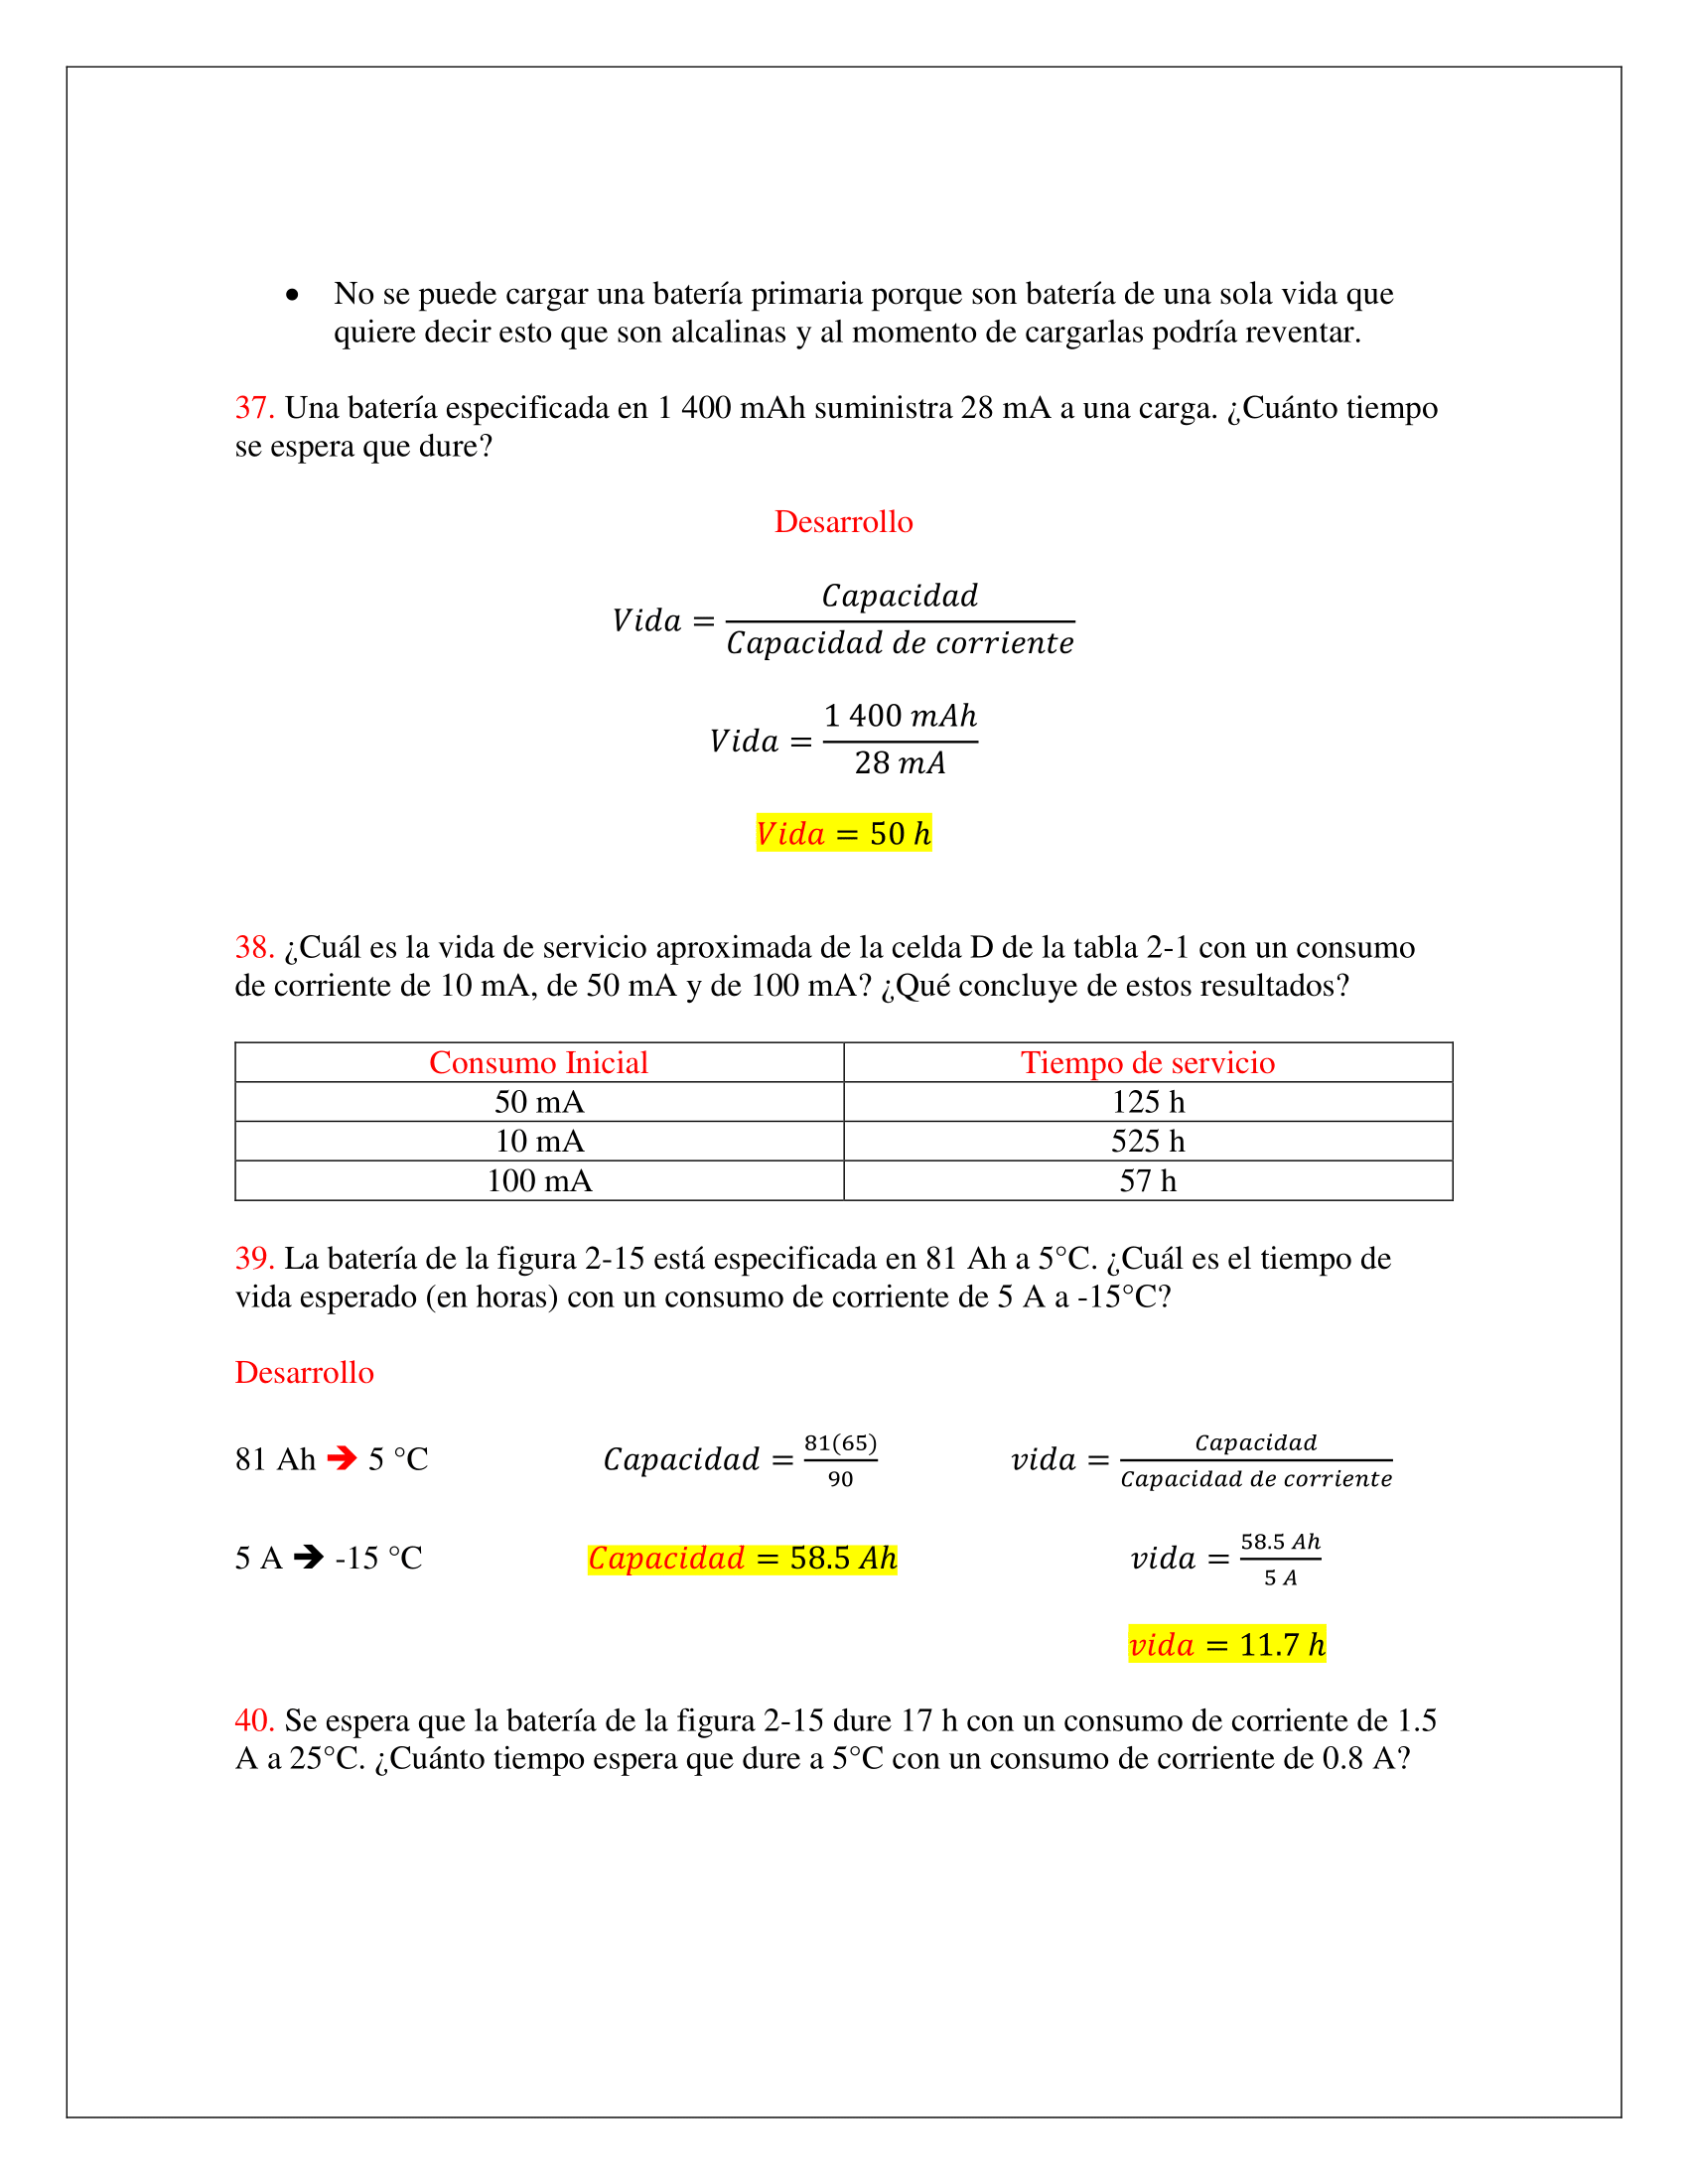 • No se puede cargar una batería primaria porque son batería de una sola vida que
quiere decir esto que son alcalinas y al momento de cargarlas podría reventar.
37. Una batería especificada en 1 400 mAh suministra 28 mA a una carga. ¿Cuánto tiempo
se espera que dure?
Desarrollo
Vida = Capacidad / Capacidad de corriente
Vida = 1 400 mAh / 28 mA
Vida = 50 h
38. ¿Cuál es la vida de servicio aproximada de la celda D de la tabla 2-1 con un consumo
de corriente de 10 mA, de 50 mA y de 100 mA? ¿Qué concluye de estos resultados?
Consumo Inicial Tiempo de servicio
50 mA 125 h
10 mA 525 h
100 mA 57 h
39. La batería de la figura 2-15 está especificada en 81 Ah a 5°C. ¿Cuál es el tiempo de
vida esperado (en horas) con un consumo de corriente de 5 A a -15°C?
Desarrollo
81 Ah ➔ 5 °C Capacidad = 81(65) / 90 vida = Capacidad / Capacidad de corriente
5 A ➔ -15 °C Capacidad = 58.5 Ah vida = 58.5 Ah / 5 A
vida = 11.7 h
40. Se espera que la batería de la figura 2-15 dure 17 h con un consumo de corriente de 1.5
A a 25°C. ¿Cuánto tiempo espera que dure a 5°C con un consumo de corriente de 0.8 A?